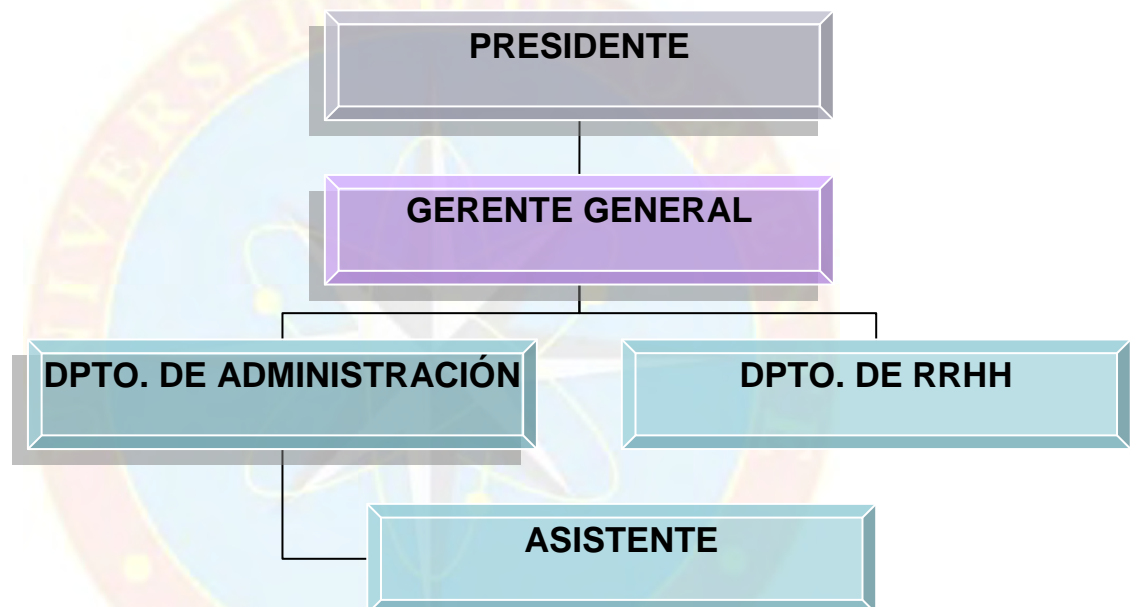 PRESIDENTE
GERENTE GENERAL
DPTO. DE ADMINISTRACIÓN
DPTO. DE RRHH
ASISTENTE